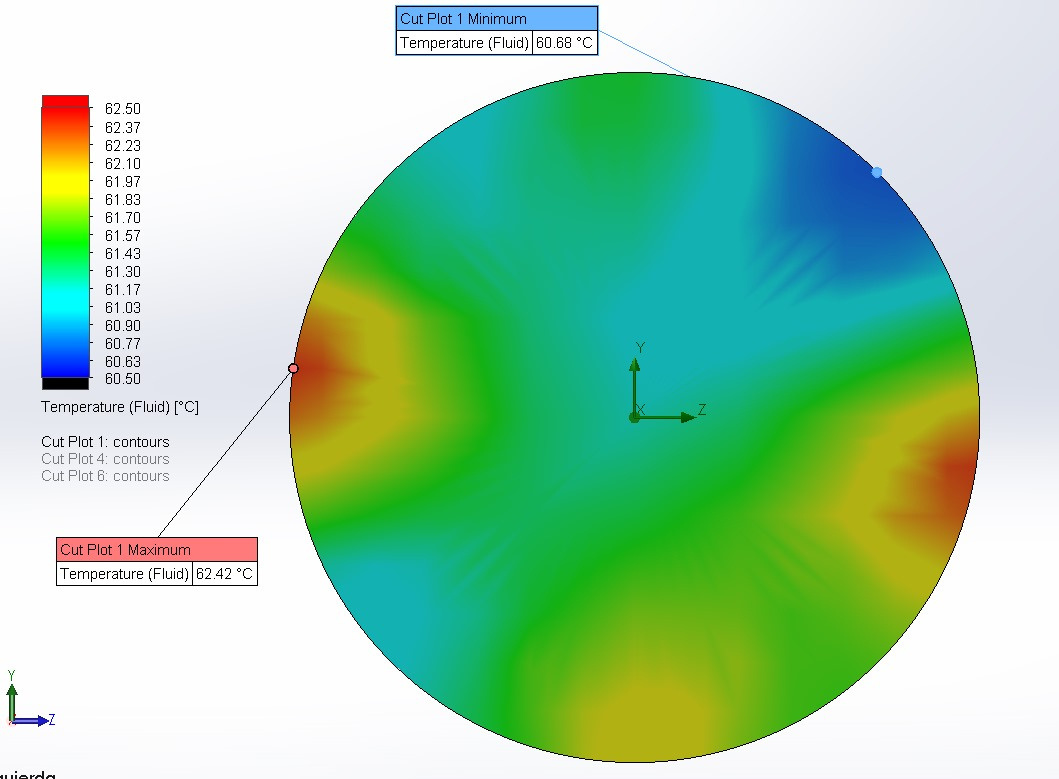 Cut Plot 1 Minimum
Temperature (Fluid) 60.68 °C
62.50
62.37
62.23
62.10
61.97
61.83
61.70
61.57
61.43
61.30
61.17
61.03
60.90
60.77
60.63
60.50
Temperature (Fluid) [°C]
Cut Plot 1: contours
Cut Plot 4: contours
Cut Plot 6: contours
Y
X Z
Cut Plot 1 Maximum
Temperature (Fluid) 62.42 °C
Y
Z